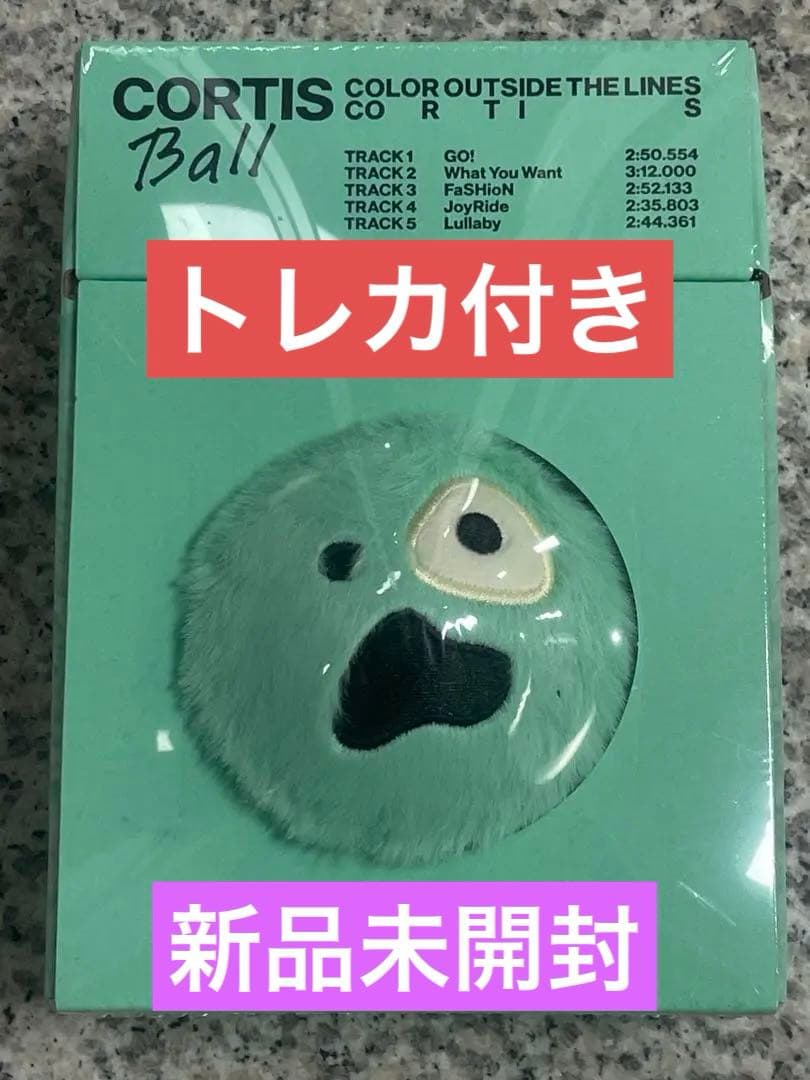 CORTIS
Ball
COLOR OUTSIDE THE LINES
CO R T I S
TRACK 1 GO! 2:50.554
TRACK 2 What You Want 3:12.000
TRACK 3 FaSHioN 2:52.133
TRACK 4 JoyRide 2:35.803
TRACK 5 Lullaby 2:44.361
トレカ付き
新品未開封